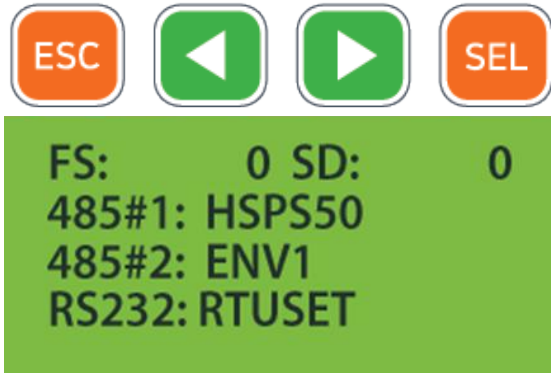 ESC SEL
FS: 0 SD: 0
485#1: HSPS50
485#2: ENV1
RS232: RTUSET